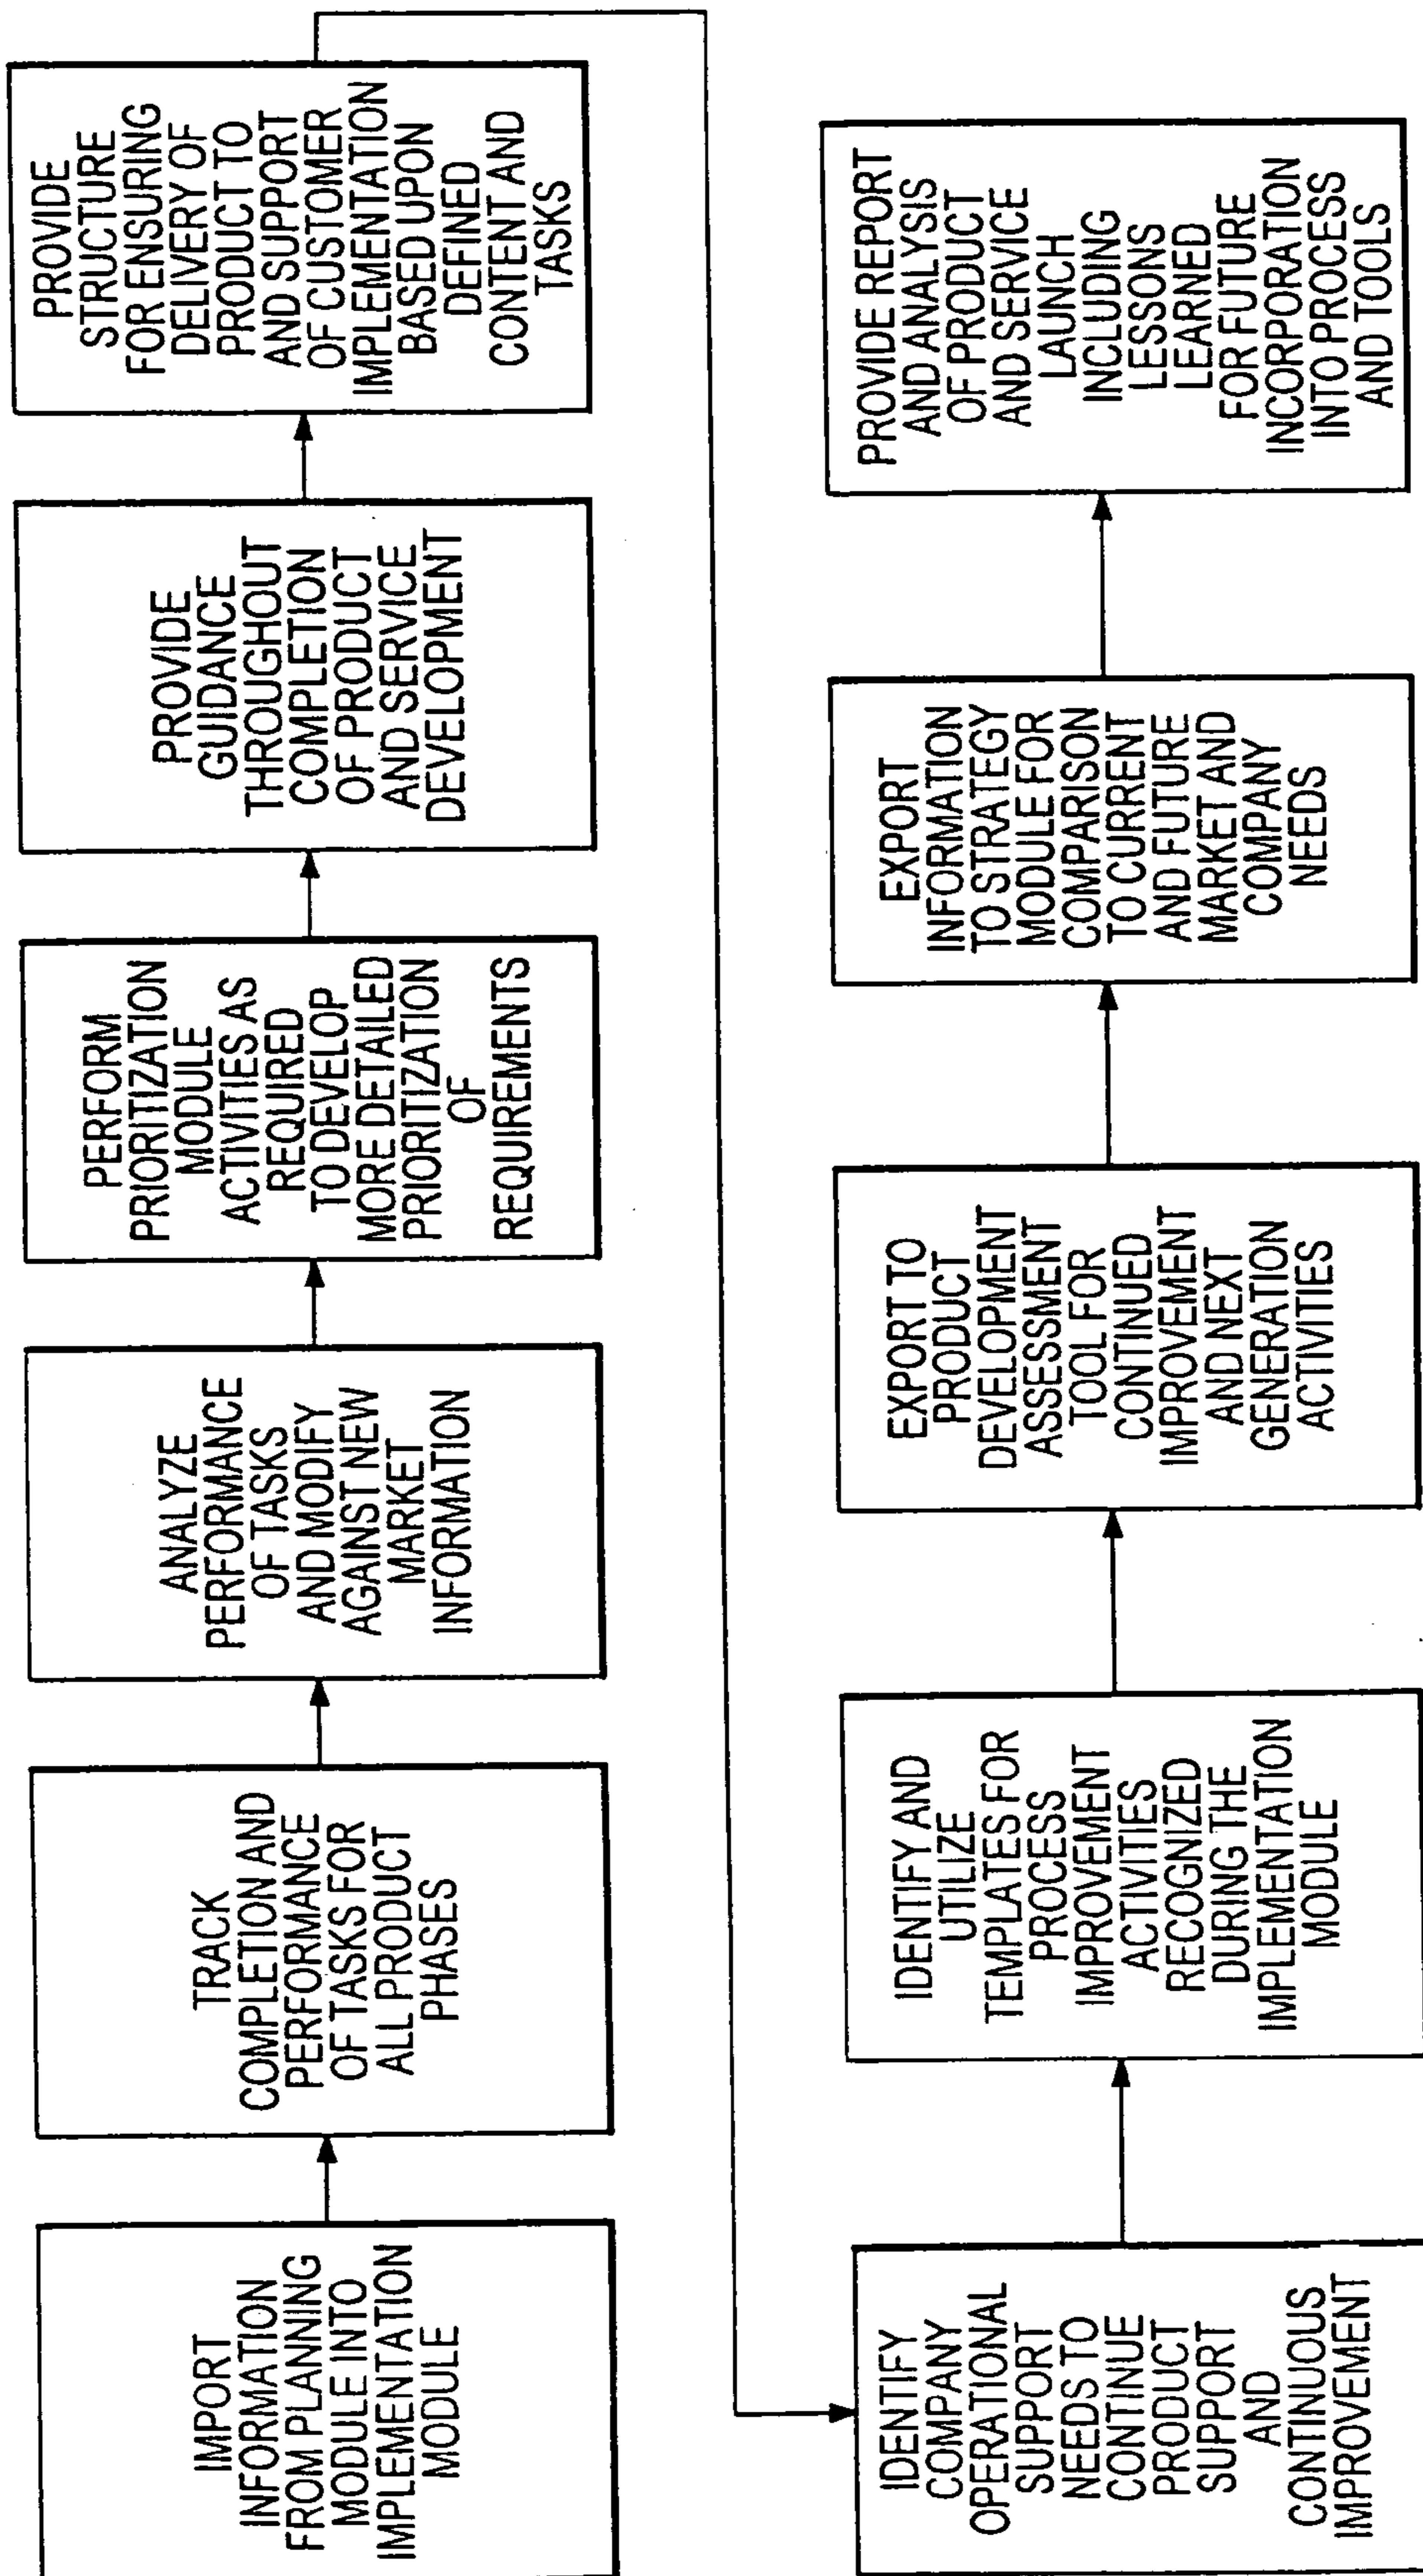 IMPORT
INFORMATION
FROM PLANNING
MODULE INTO
IMPLEMENTATION
MODULE
TRACK
COMPLETION AND
PERFORMANCE
OF TASKS FOR
ALL PRODUCT
PHASES
ANALYZE
PERFORMANCE
OF TASKS
AND MODIFY
AGAINST NEW
MARKET
INFORMATION
PERFORM
PRIORITIZATION
MODULE
ACTIVITIES AS
REQUIRED
TO DEVELOP
MORE DETAILED
PRIORITIZATION
OF
REQUIREMENTS
PROVIDE
GUIDANCE
THROUGHOUT
COMPLETION
OF PRODUCT
AND SERVICE
DEVELOPMENT
PROVIDE
STRUCTURE
FOR ENSURING
DELIVERY OF
PRODUCT TO
AND SUPPORT
OF CUSTOMER
IMPLEMENTATION
BASED UPON
DEFINED
CONTENT AND
TASKS
IDENTIFY
COMPANY
OPERATIONAL
SUPPORT
NEEDS TO
CONTINUE
PRODUCT
SUPPORT
AND
CONTINUOUS
IMPROVEMENT
IDENTIFY AND
UTILIZE
TEMPLATES FOR
PROCESS
IMPROVEMENT
ACTIVITIES
RECOGNIZED
DURING THE
IMPLEMENTATION
MODULE
EXPORT TO
PRODUCT
DEVELOPMENT
ASSESSMENT
TOOL FOR
CONTINUED
IMPROVEMENT
AND NEXT
GENERATION
ACTIVITIES
EXPORT
INFORMATION
TO STRATEGY
MODULE FOR
COMPARISON
TO CURRENT
AND FUTURE
MARKET AND
COMPANY
NEEDS
PROVIDE REPORT
AND ANALYSIS
OF PRODUCT
AND SERVICE
LAUNCH
INCLUDING
LESSONS
LEARNED
FOR FUTURE
INCORPORATION
INTO PROCESS
AND TOOLS